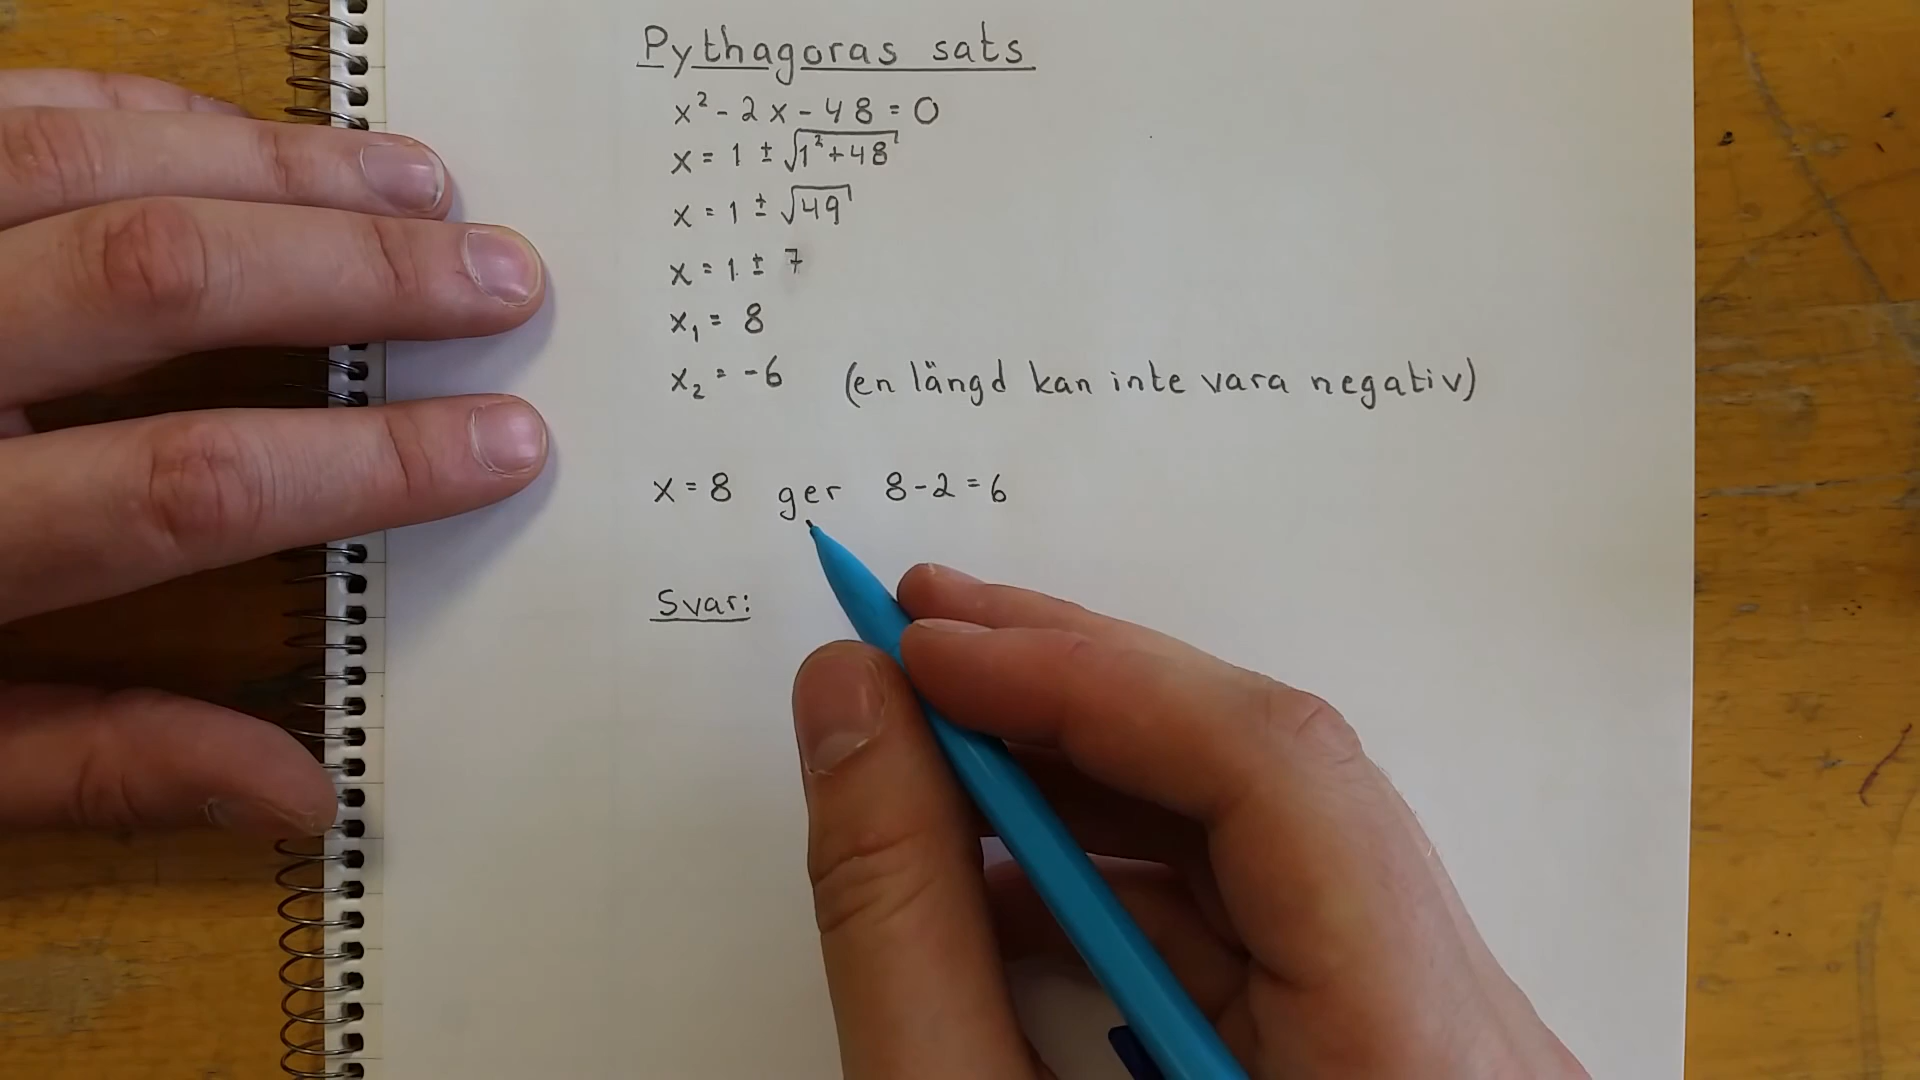 Pythagoras sats
x² - 2x - 48 = 0
x = 1 ± √(1² + 48)
x = 1 ± √49
x = 1 ± 7
x₁ = 8
x₂ = -6 (en längd kan inte vara negativ)
x = 8 ger 8 - 2 = 6
Svar: